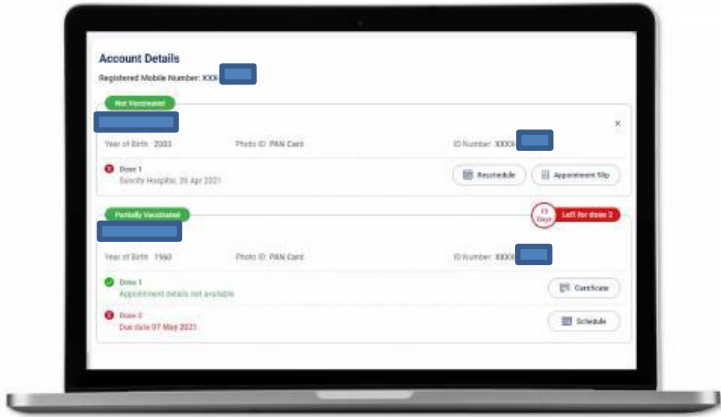 Account Details
Registered Mobile Number: XXX-
Not Vaccinated
Year of Birth: 2003 Photo ID: PAN Card ID Number: XXXX-
Dose 1
Suncity Hospital, 26 Apr 2021
Reschedule Appointment Slip
Partially Vaccinated
Days Left for dose 2
Year of Birth: 1960 Photo ID: PAN Card ID Number: XXXX-
Dose 1
Appointment details not available
Certificate
Dose 2
Due date 07 May 2021
Schedule